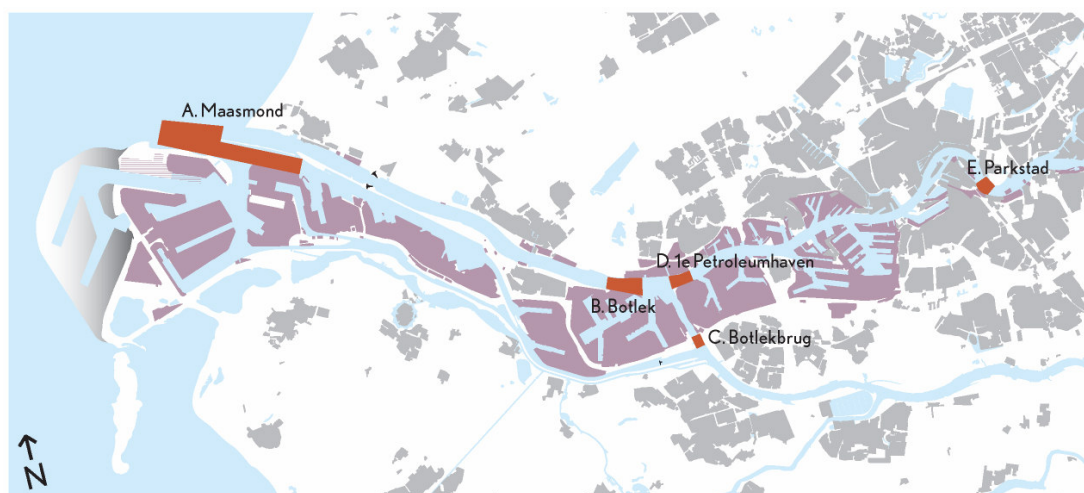 A. Maasmond
E. Parkstad
D. 1e Petroleumhaven
B. Botlek
C. Botlekbrug
N